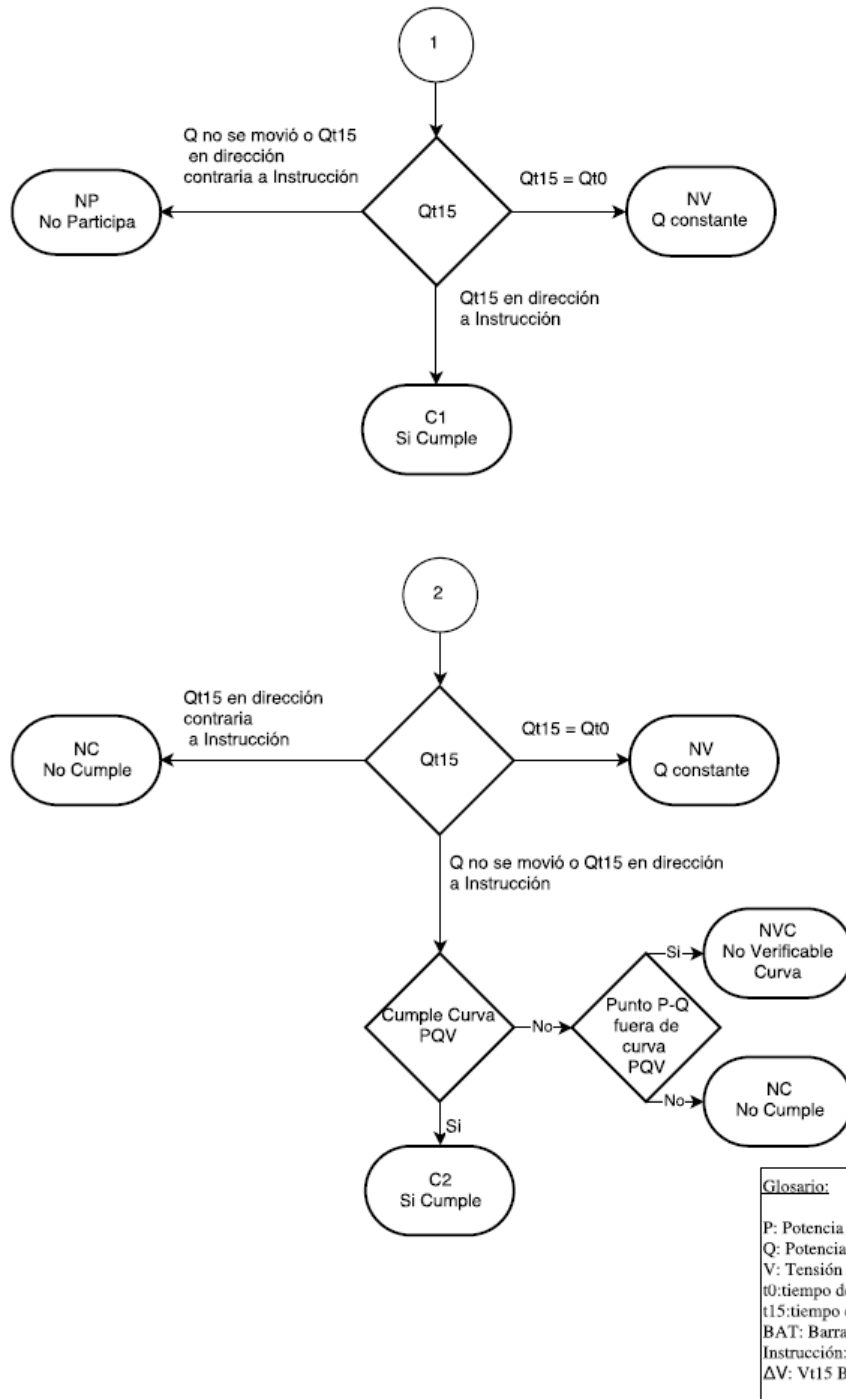 1
Q no se movió o Qt15
en dirección
contraria a Instrucción
Qt15 = Qt0
NP
No Participa
Qt15
NV
Q constante
Qt15 en dirección
a Instrucción
C1
Si Cumple
2
Qt15 en dirección
contraria
a Instrucción
Qt15 = Qt0
NC
No Cumple
Qt15
NV
Q constante
Q no se movió o Qt15 en dirección
a Instrucción
NVC
No Verificable
Curva
Si
Cumple Curva
PQV
No
Punto P-Q
fuera de
curva
PQV
No
NC
No Cumple
Si
C2
Si Cumple
Glosario:
P: Potencia
Q: Potencia
V: Tensión
t0:tiempo de
t15:tiempo
BAT: Barra
Instrucción:
ΔV: Vt15 B